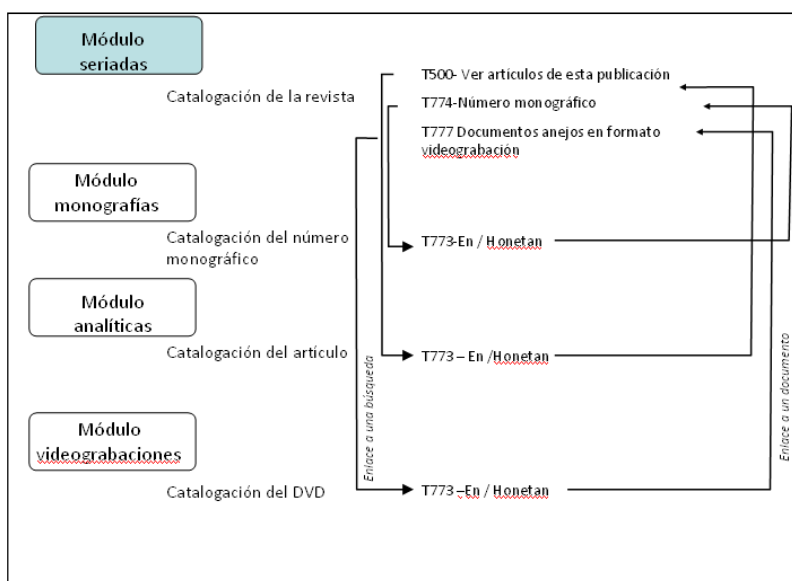 Módulo
seriadas
Catalogación de la revista
T500- Ver artículos de esta publicación
T774-Número monográfico
T777 Documentos anejos en formato
videograbación
Módulo
monografías
Catalogación del número
monográfico
T773-En / Honetan
Módulo
analíticas
Catalogación del artículo
T773 – En /Honetan
Enlace a una búsqueda
Enlace a un documento
Módulo
videograbaciones
Catalogación del DVD
T773 –En / Honetan